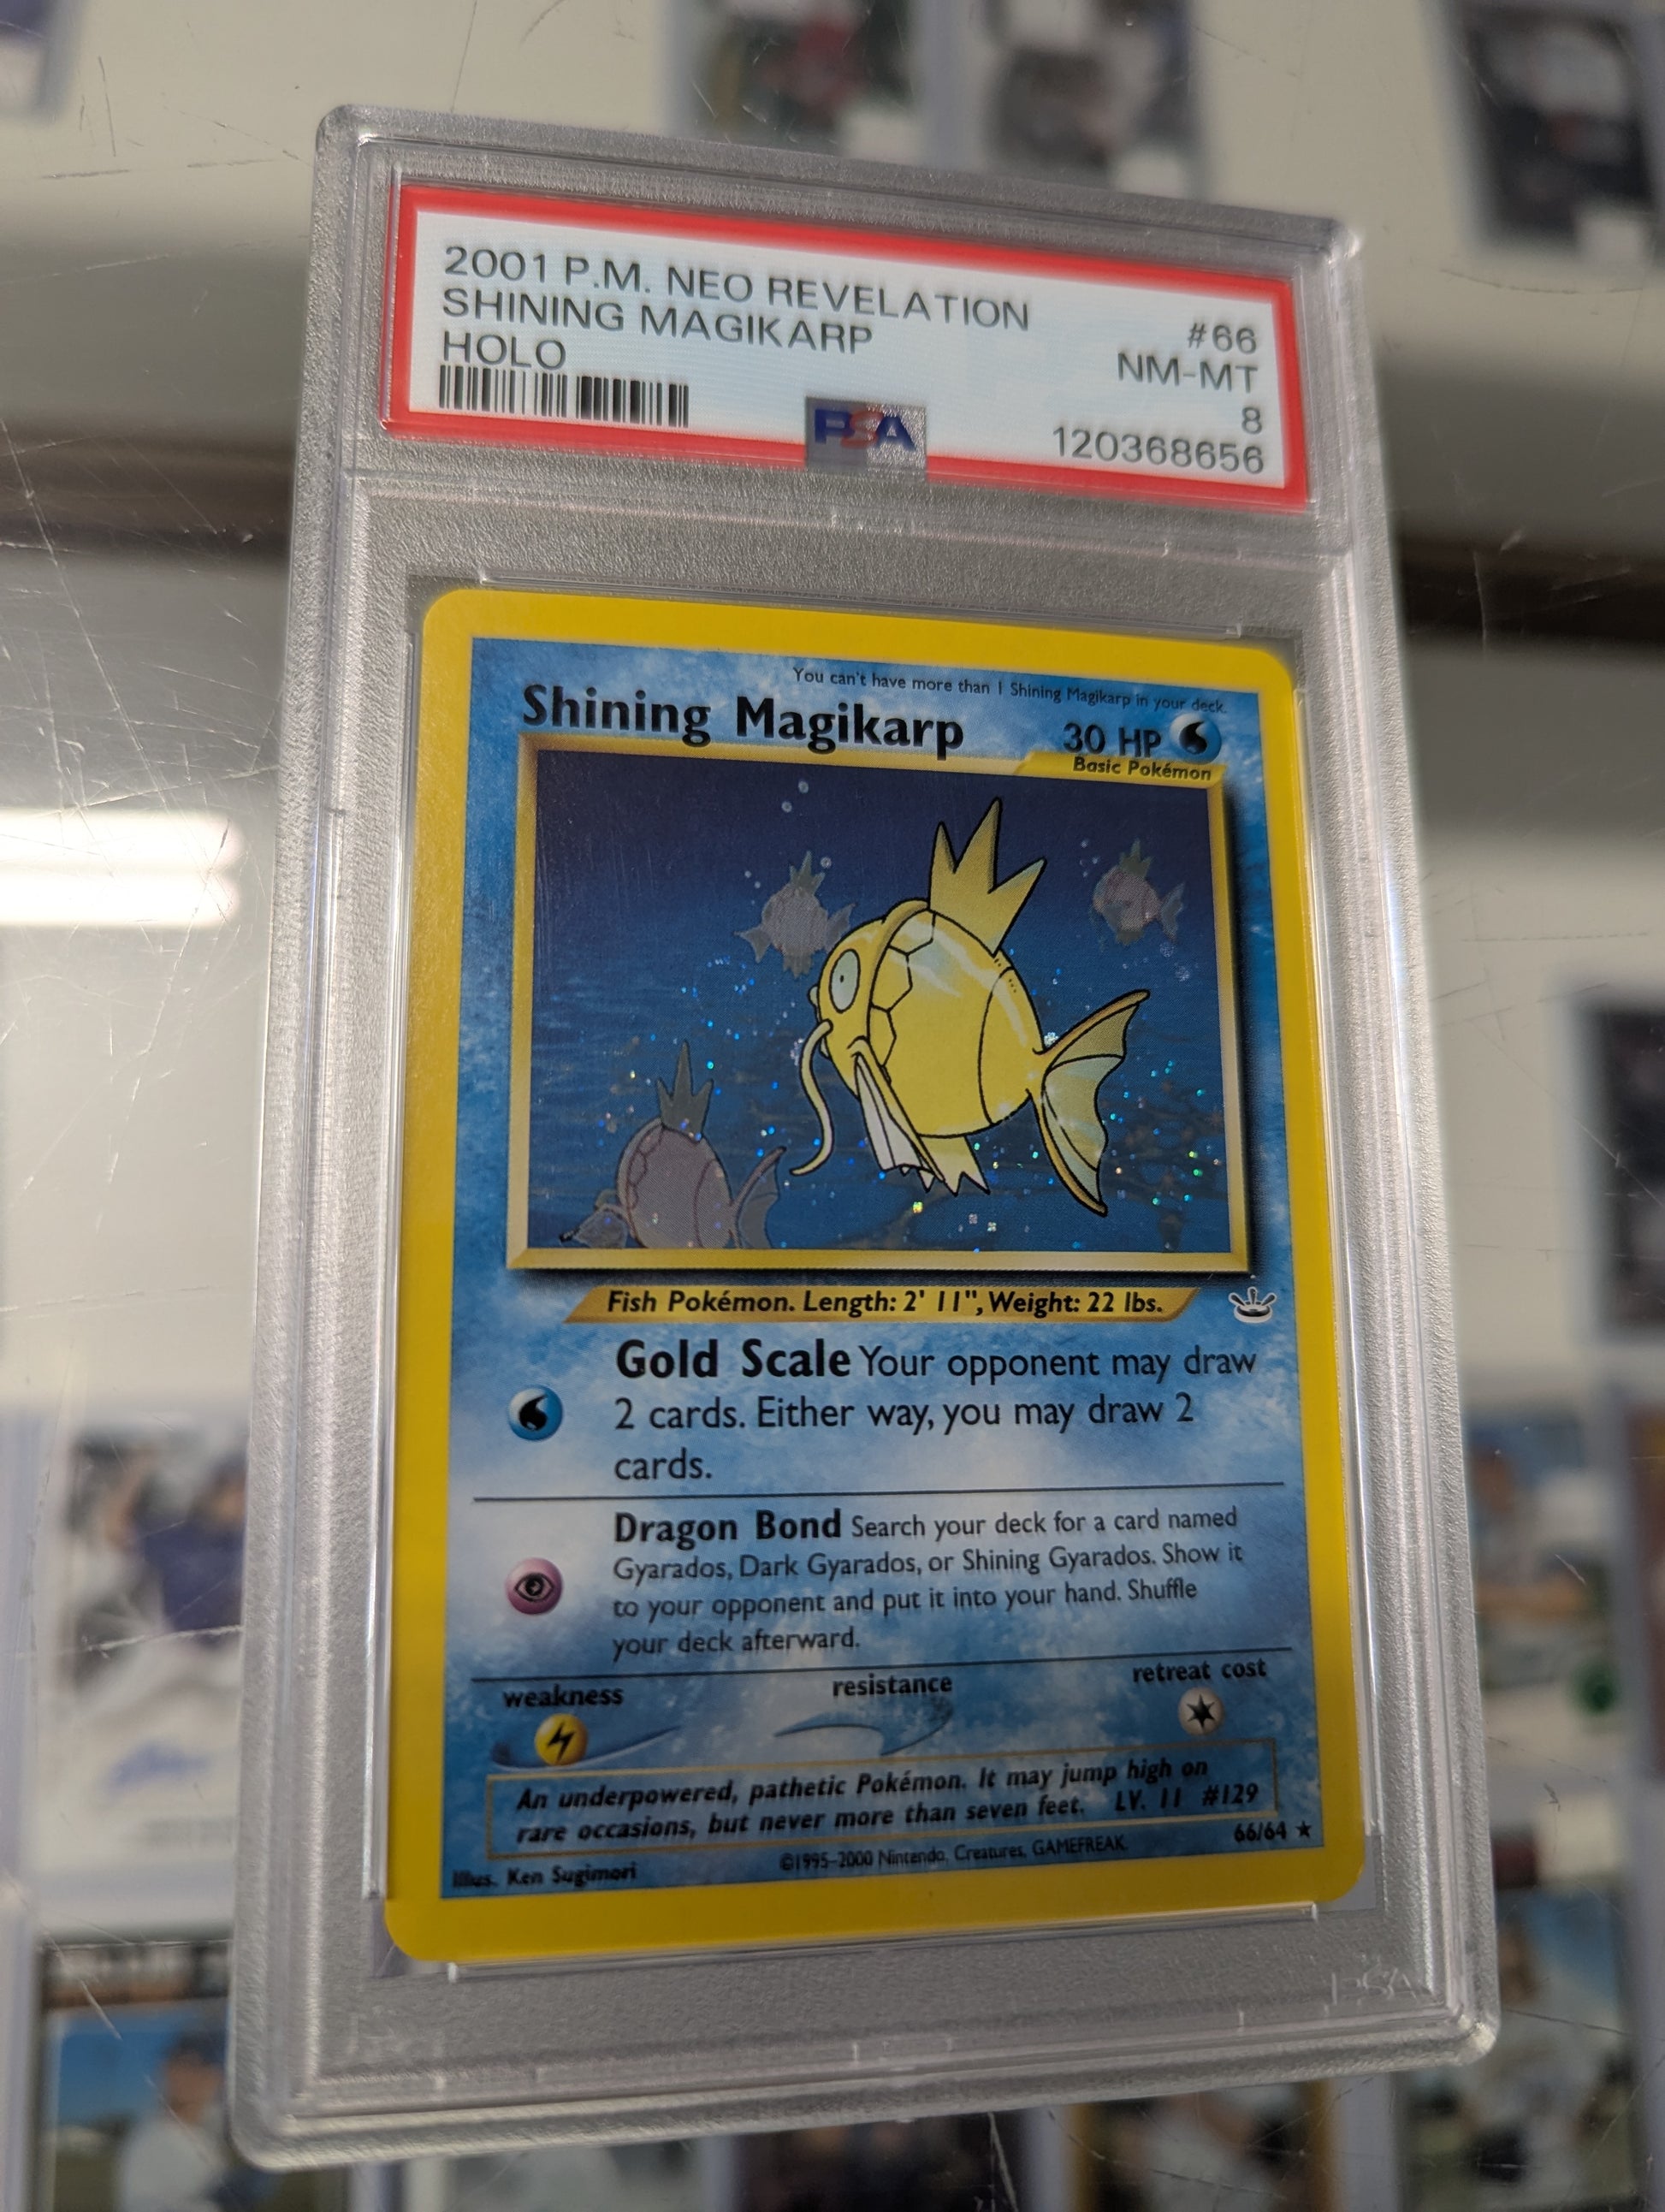 2001 P.M. NEO REVELATION
SHINING MAGIKARP
HOLO
#66
NM-MT
8
120368656
PSA
You can't have more than 1 Shining Magikarp in your deck.
Shining Magikarp
30 HP
Basic Pokémon
Fish Pokémon. Length: 2' 11", Weight: 22 lbs.
Gold Scale Your opponent may draw
2 cards. Either way, you may draw 2
cards.
Dragon Bond Search your deck for a card named
Gyarados, Dark Gyarados, or Shining Gyarados. Show it
to your opponent and put it into your hand. Shuffle
your deck afterward.
weakness
resistance
retreat cost
An underpowered, pathetic Pokémon. It may jump high on
rare occasions, but never more than seven feet. LV. 11 #129
Illus. Ken Sugimori
©1995-2000 Nintendo, Creatures, GAMEFREAK.
66/64 ★
PSA